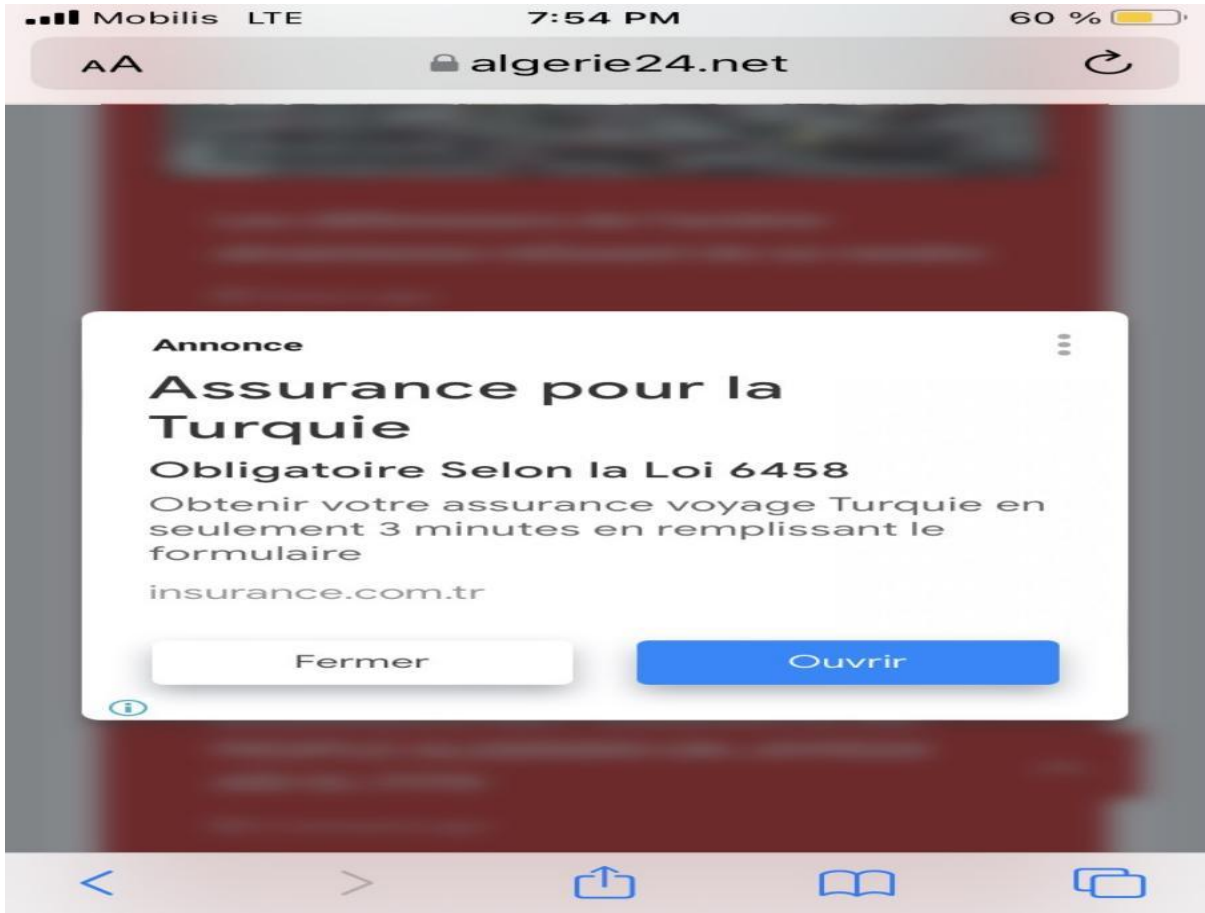 Mobilis LTE 7:54 PM 60 %
AA algerie24.net
Annonce
Assurance pour la
Turquie
Obligatoire Selon la Loi 6458
Obtenir votre assurance voyage Turquie en
seulement 3 minutes en remplissant le
formulaire
insurance.com.tr
Fermer Ouvrir